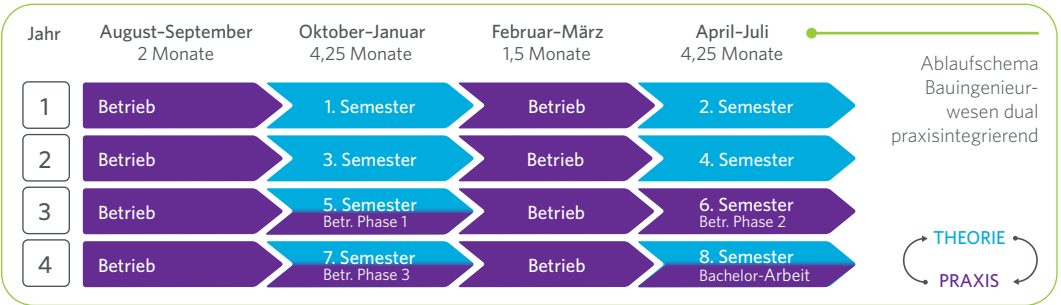 Jahr
August–September
2 Monate
Oktober–Januar
4,25 Monate
Februar–März
1,5 Monate
April–Juli
4,25 Monate
Ablaufschema
Bauingenieur-
wesen dual
praxisintegrierend
1
Betrieb
1. Semester
Betrieb
2. Semester
2
Betrieb
3. Semester
Betrieb
4. Semester
3
Betrieb
5. Semester
Betr. Phase 1
Betrieb
6. Semester
Betr. Phase 2
4
Betrieb
7. Semester
Betr. Phase 3
Betrieb
8. Semester
Bachelor-Arbeit
THEORIE
PRAXIS